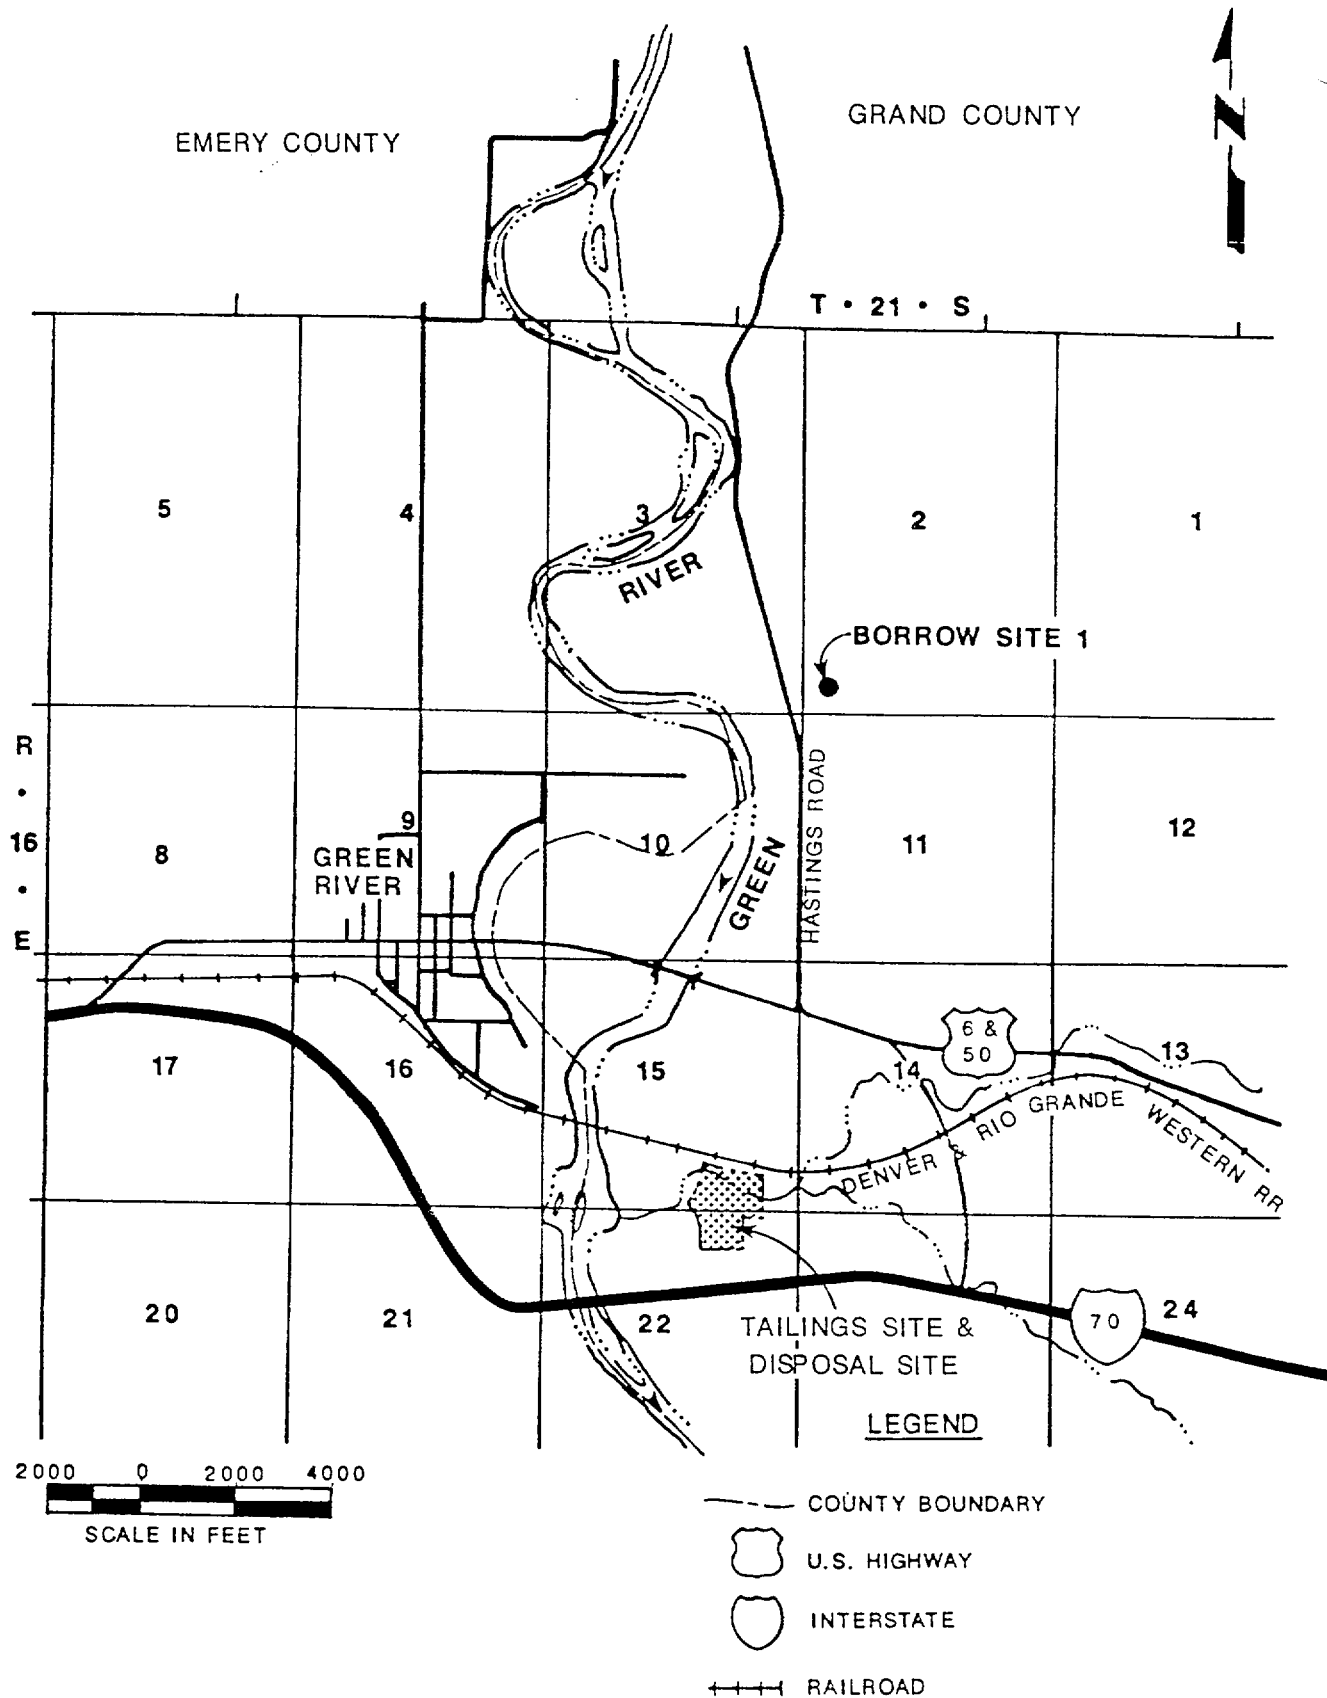 EMERY COUNTY
GRAND COUNTY
N
T • 21 • S
5
4
3
2
1
RIVER
BORROW SITE 1
R • 16 • E
8
9
10
11
12
GREEN
RIVER
GREEN
HASTINGS ROAD
6 &
50
17
16
15
14
13
DENVER & RIO GRANDE WESTERN RR
20
21
22
24
70
TAILINGS SITE &
DISPOSAL SITE
LEGEND
2000 0 2000 4000
SCALE IN FEET
COUNTY BOUNDARY
U.S. HIGHWAY
INTERSTATE
RAILROAD